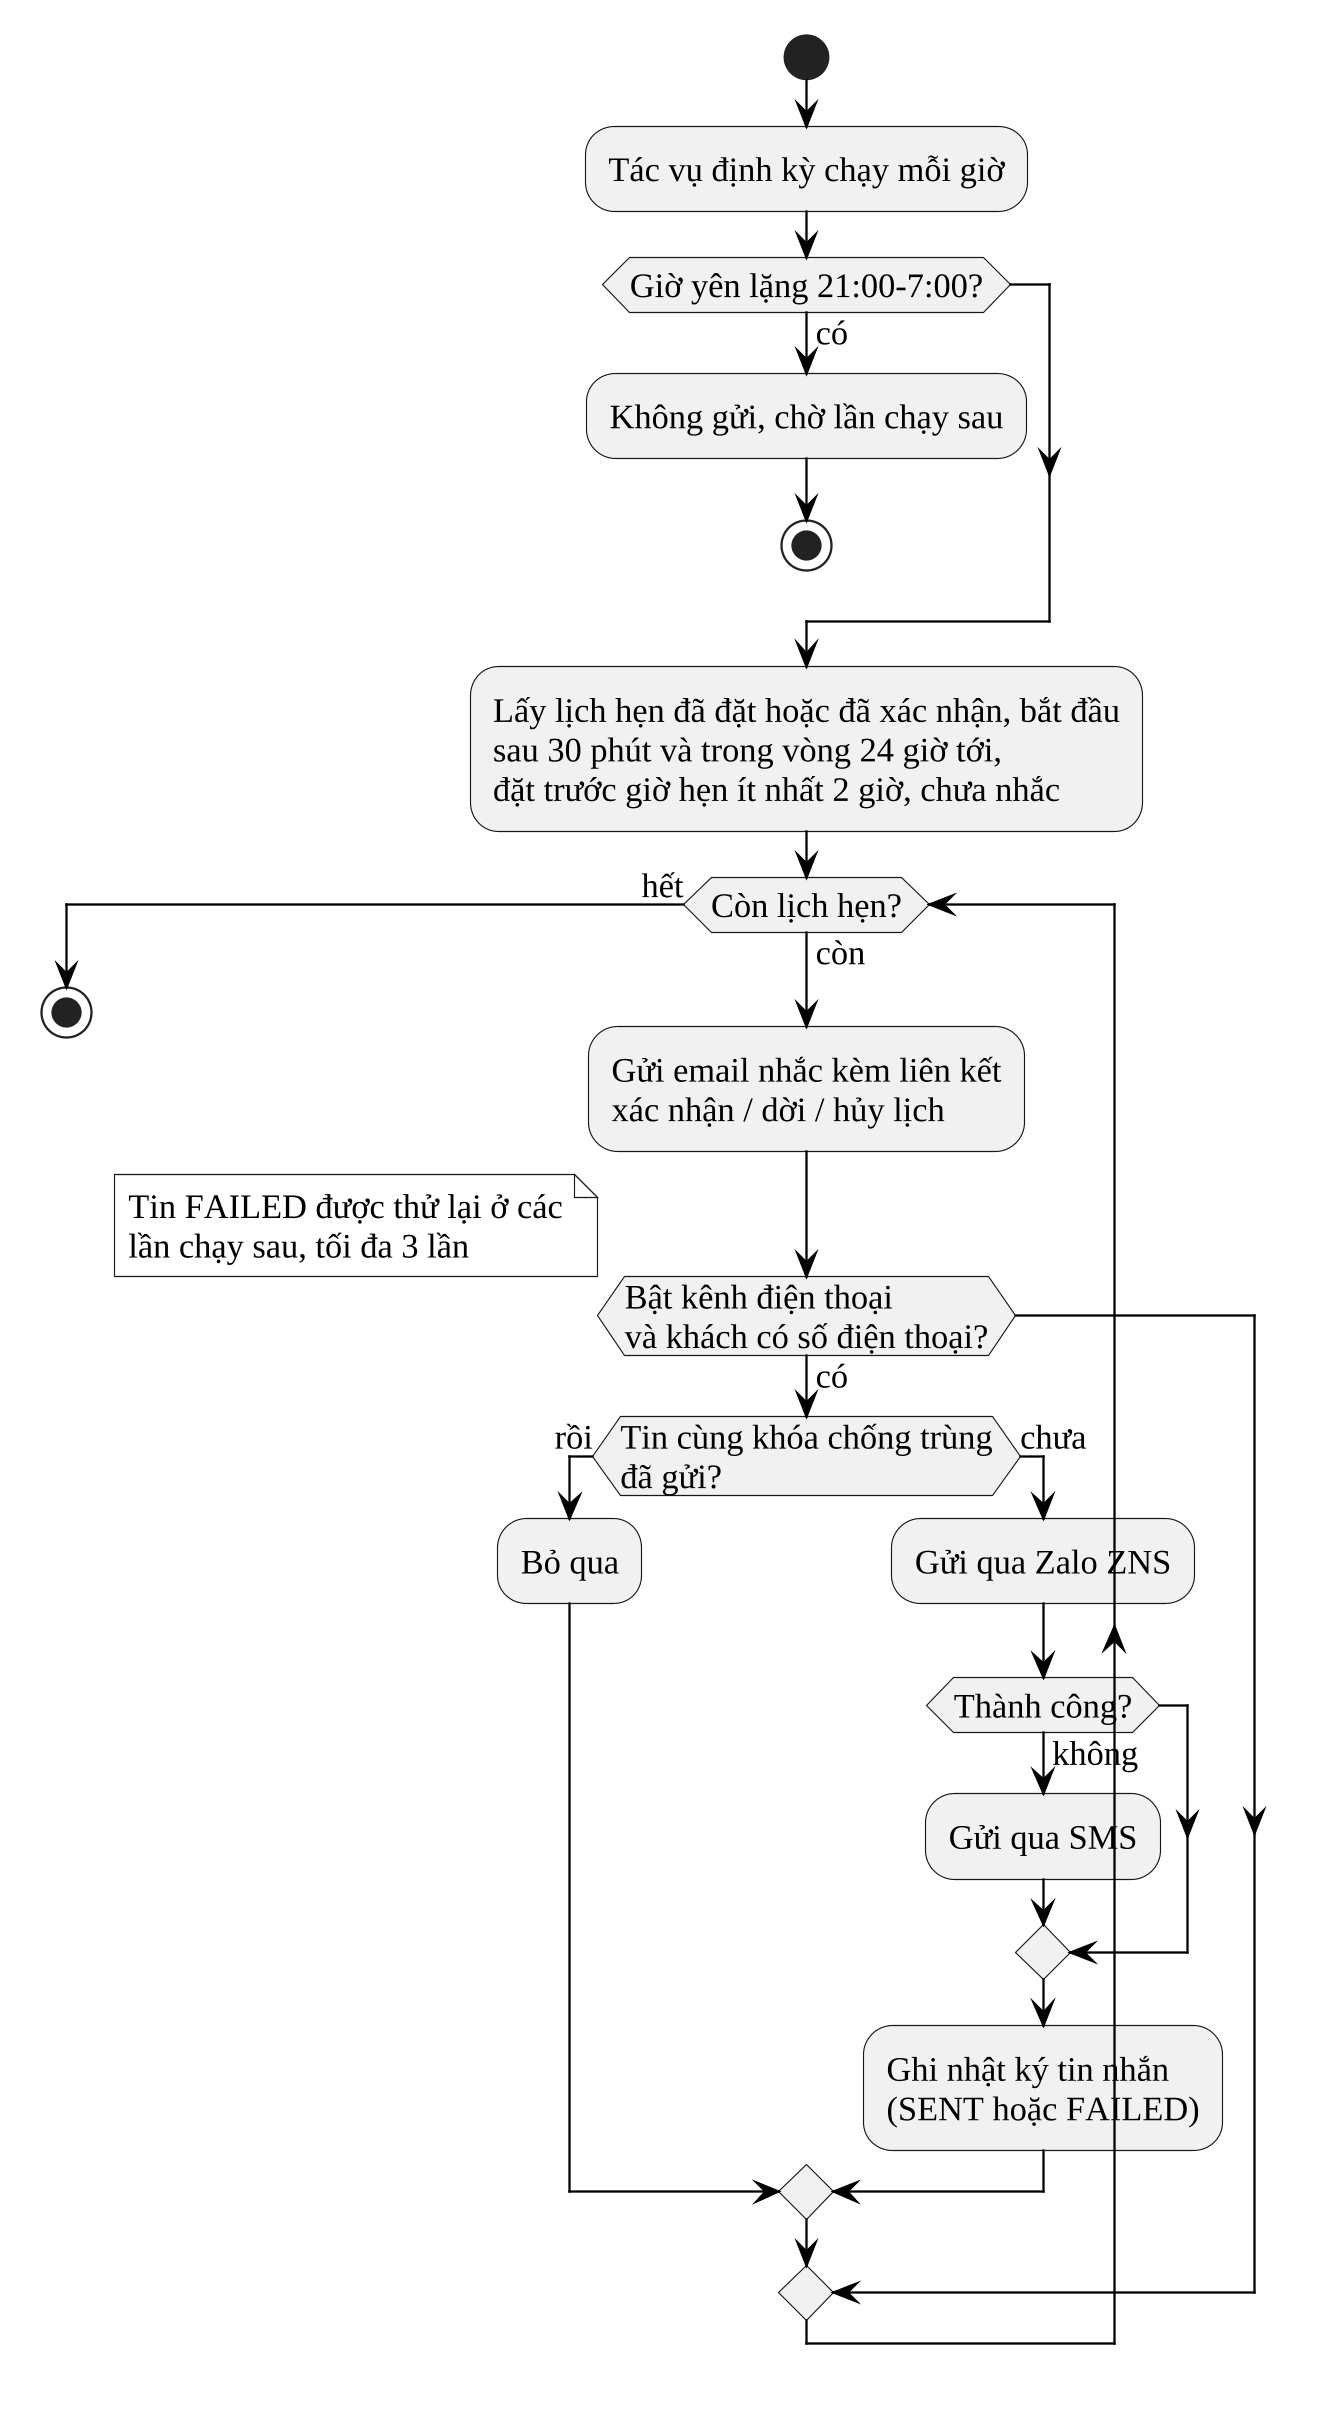 Tác vụ định kỳ chạy mỗi giờ
Giờ yên lặng 21:00-7:00?
có
Không gửi, chờ lần chạy sau
Lấy lịch hẹn đã đặt hoặc đã xác nhận, bắt đầu
sau 30 phút và trong vòng 24 giờ tới,
đặt trước giờ hẹn ít nhất 2 giờ, chưa nhắc
hết
Còn lịch hẹn?
còn
Gửi email nhắc kèm liên kết
xác nhận / dời / hủy lịch
Tin FAILED được thử lại ở các
lần chạy sau, tối đa 3 lần
Bật kênh điện thoại
và khách có số điện thoại?
có
rồi
Tin cùng khóa chống trùng
đã gửi?
chưa
Bỏ qua
Gửi qua Zalo ZNS
Thành công?
không
Gửi qua SMS
Ghi nhật ký tin nhắn
(SENT hoặc FAILED)